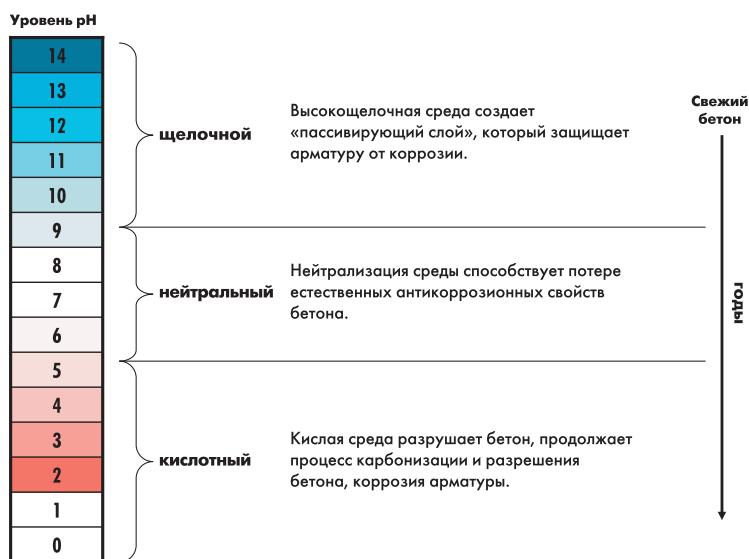 Уровень pH
14
13
12
11
10
9
8
7
6
5
4
3
2
1
0
щелочной
Высокощелочная среда создает
«пассивирующий слой», который защищает
арматуру от коррозии.
нейтральный
Нейтрализация среды способствует потере
естественных антикоррозионных свойств
бетона.
кислотный
Кислая среда разрушает бетон, продолжает
процесс карбонизации и разрешения
бетона, коррозия арматуры.
Свежий
бетон
годы